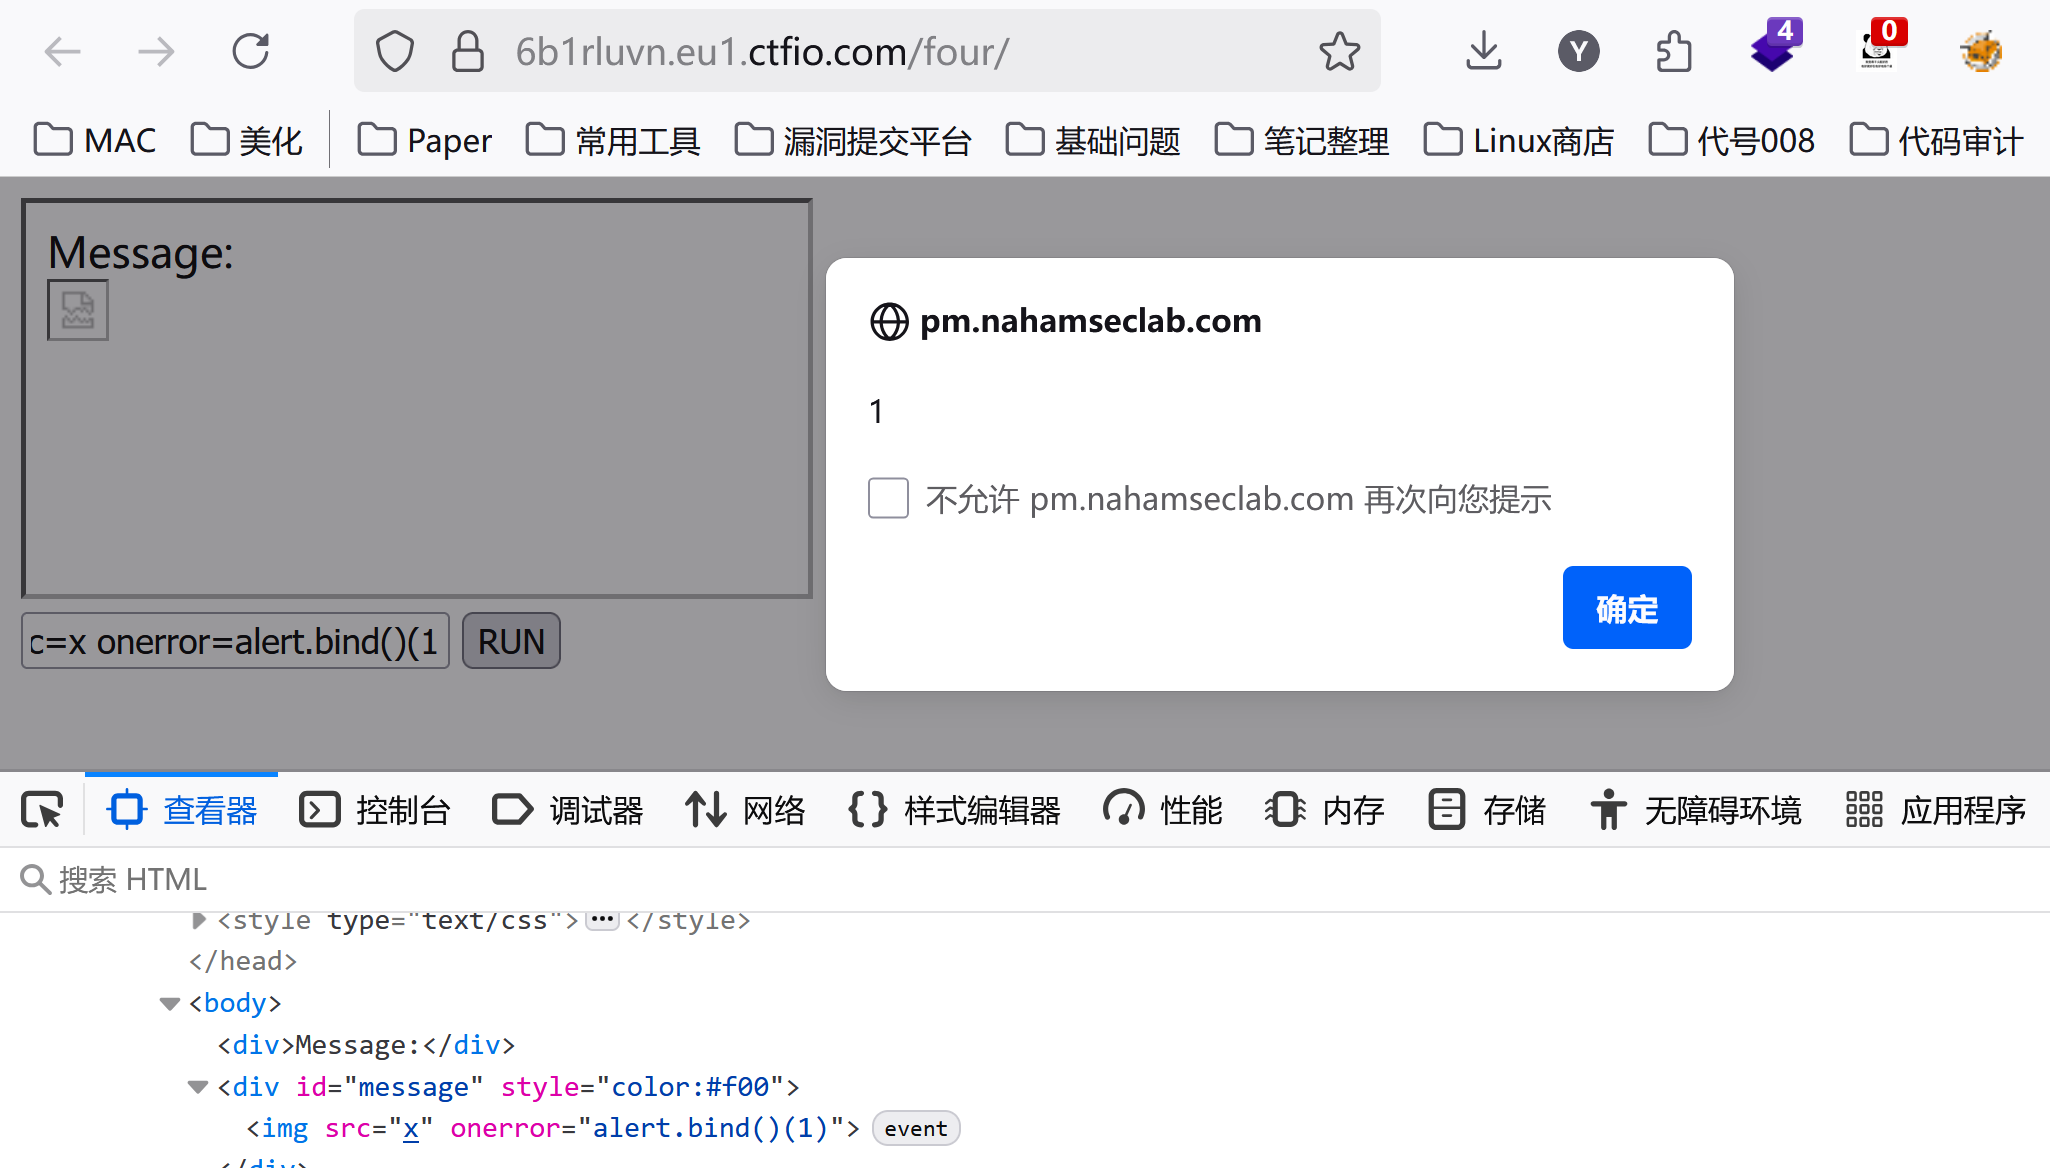 6b1rluvn.eu1.ctfio.com/four/
Y
4
0
MAC 美化 Paper 常用工具 漏洞提交平台 基础问题 笔记整理 Linux商店 代号008 代码审计
Message:
pm.nahamseclab.com
1
不允许 pm.nahamseclab.com 再次向您提示
确定
c=x onerror=alert.bind()(1 RUN
查看器 控制台 调试器 网络 样式编辑器 性能 内存 存储 无障碍环境 应用程序
搜索 HTML
<style type="text/css"> ••• </style>
</head>
<body>
<div>Message:</div>
<div id="message" style="color:#f00">
<img src="x" onerror="alert.bind()(1)"> event
</div>